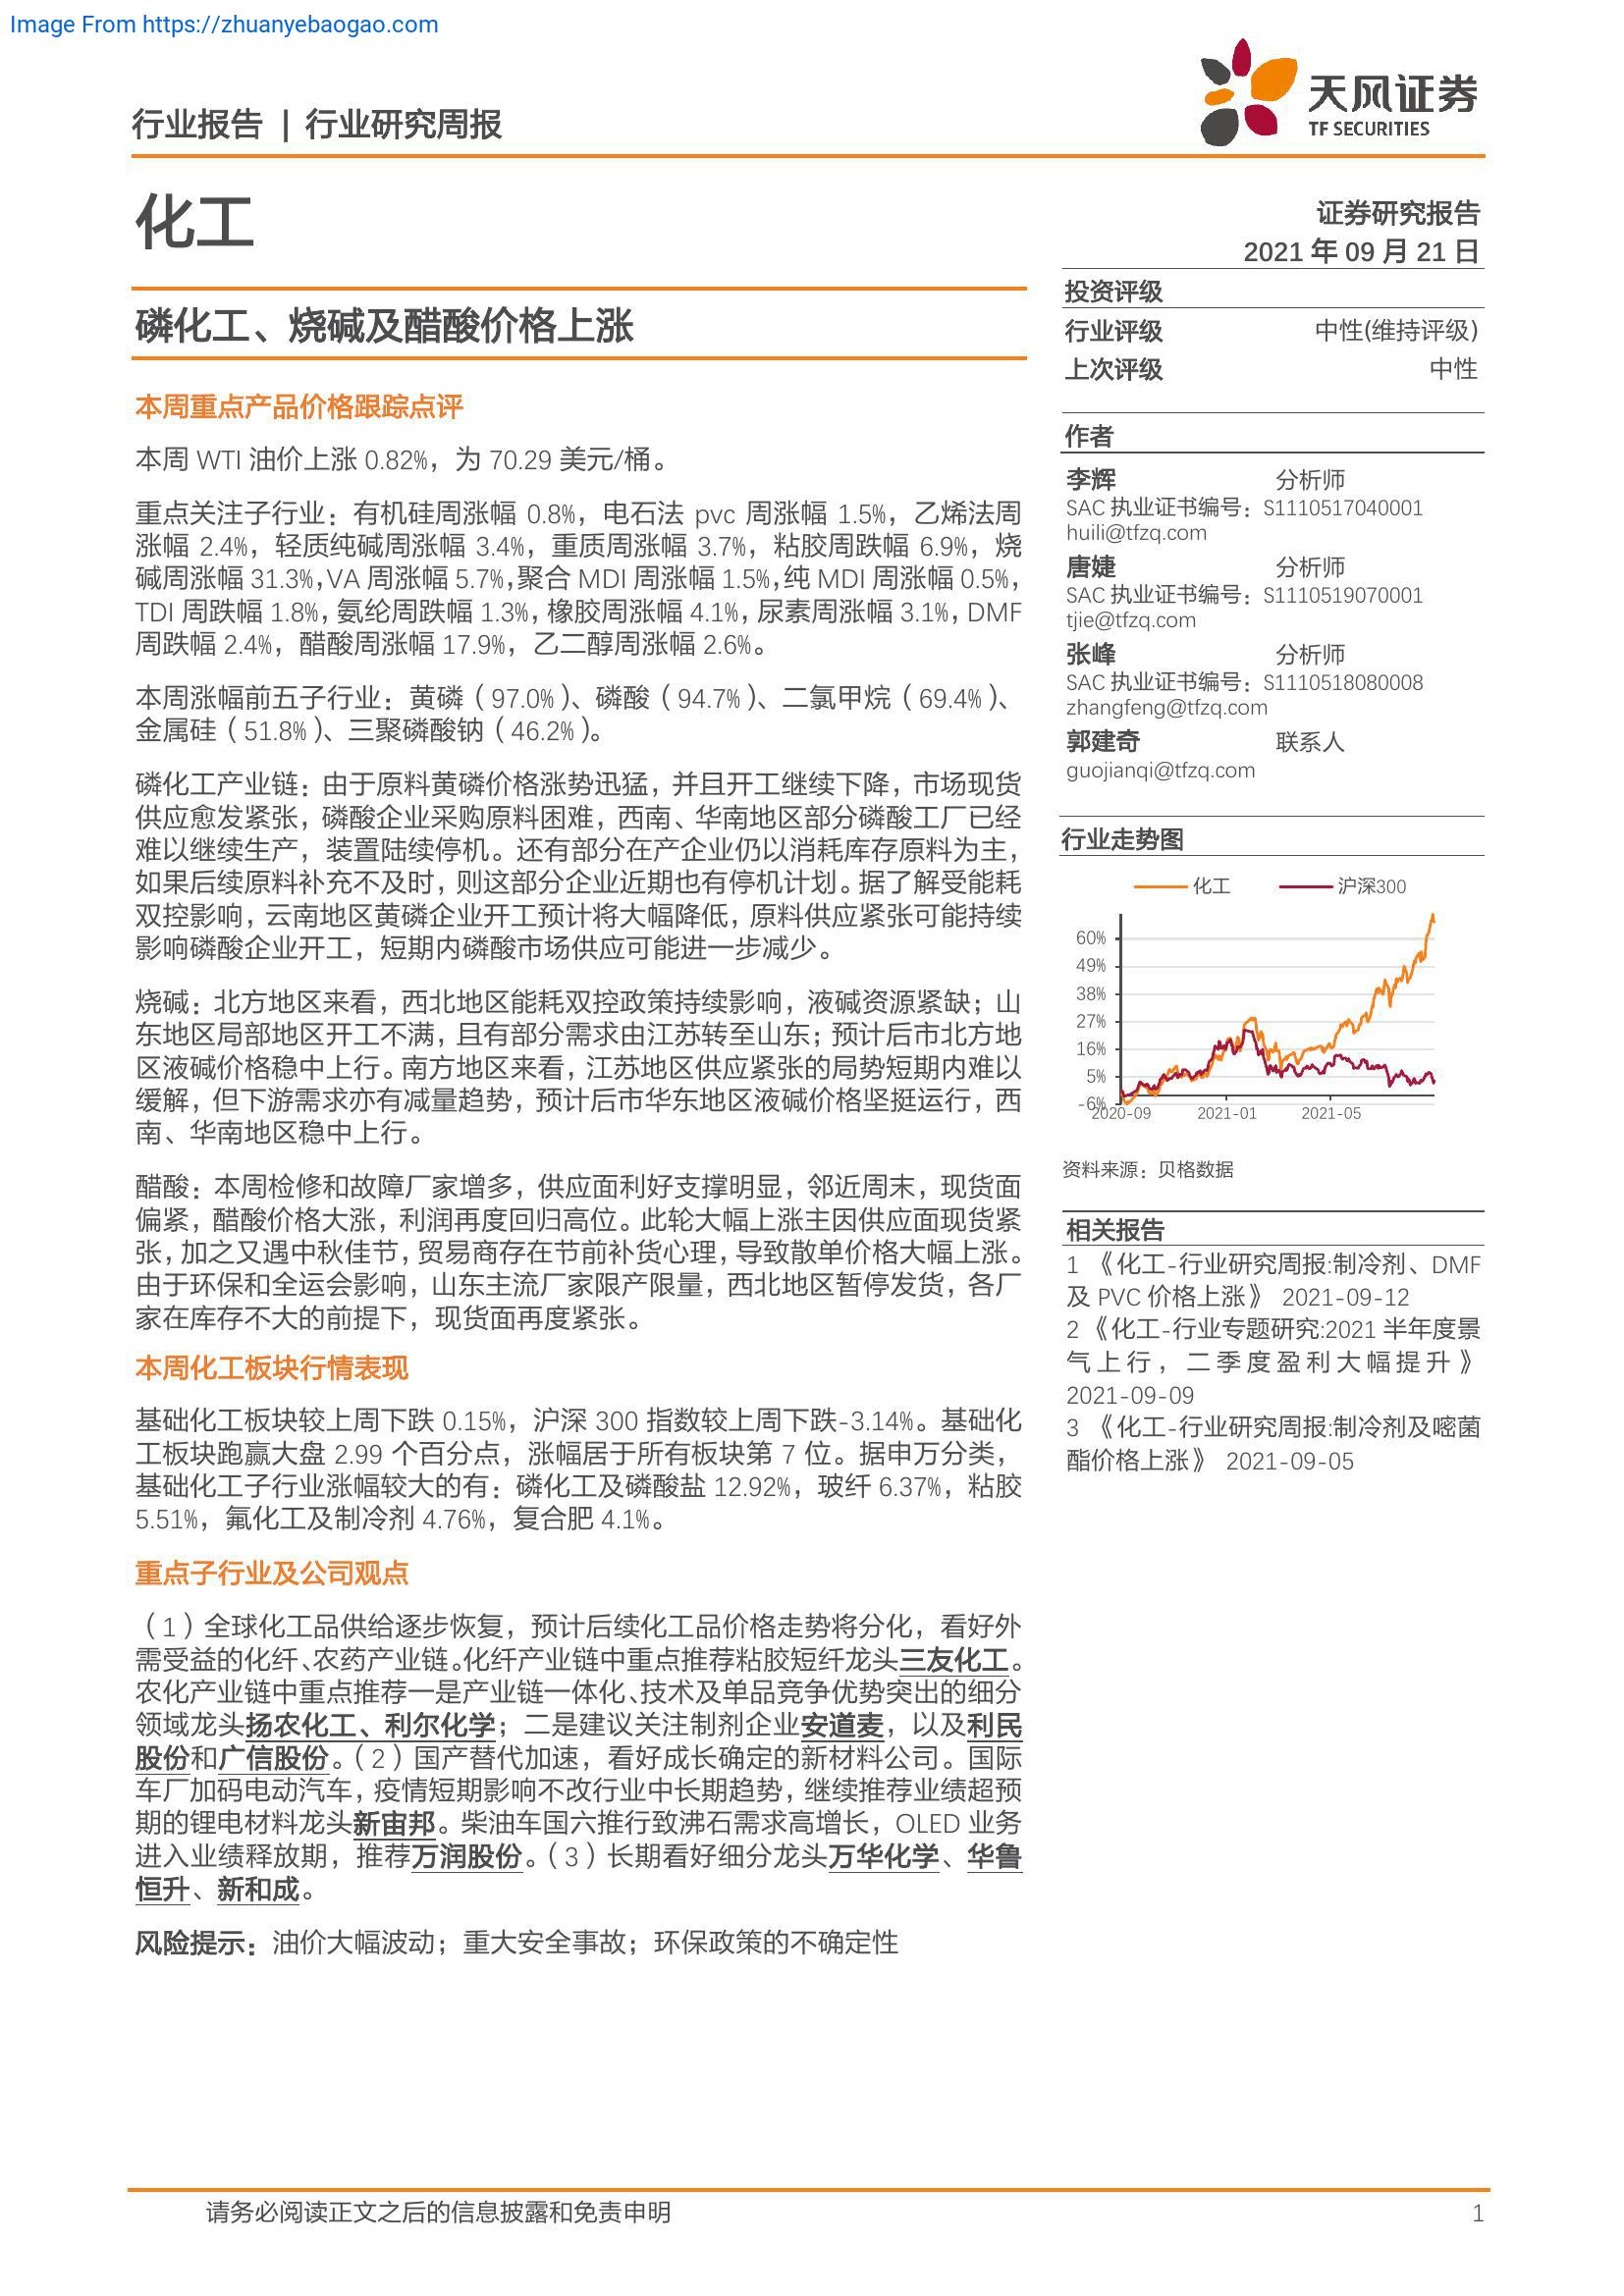 Image From https://zhuanyebaogao.com
行业报告 | 行业研究周报
天风证券
TF SECURITIES
化工
证券研究报告
2021 年 09 月 21 日
磷化工、烧碱及醋酸价格上涨
本周重点产品价格跟踪点评
本周 WTI 油价上涨 0.82%，为 70.29 美元/桶。
重点关注子行业：有机硅周涨幅 0.8%，电石法 pvc 周涨幅 1.5%，乙烯法周
涨幅 2.4%，轻质纯碱周涨幅 3.4%，重质周涨幅 3.7%，粘胶周跌幅 6.9%，烧
碱周涨幅 31.3%，VA 周涨幅 5.7%，聚合 MDI 周涨幅 1.5%，纯 MDI 周涨幅 0.5%，
TDI 周跌幅 1.8%，氨纶周跌幅 1.3%，橡胶周涨幅 4.1%，尿素周涨幅 3.1%，DMF
周跌幅 2.4%，醋酸周涨幅 17.9%，乙二醇周涨幅 2.6%。
本周涨幅前五子行业：黄磷（97.0%）、磷酸（94.7%）、二氯甲烷（69.4%）、
金属硅（51.8%）、三聚磷酸钠（46.2%）。
磷化工产业链：由于原料黄磷价格涨势迅猛，并且开工继续下降，市场现货
供应愈发紧张，磷酸企业采购原料困难，西南、华南地区部分磷酸工厂已经
难以继续生产，装置陆续停机。还有部分在产企业仍以消耗库存原料为主，
如果后续原料补充不及时，则这部分企业近期也有停机计划。据了解受能耗
双控影响，云南地区黄磷企业开工预计将大幅降低，原料供应紧张可能持续
影响磷酸企业开工，短期内磷酸市场供应可能进一步减少。
烧碱：北方地区来看，西北地区能耗双控政策持续影响，液碱资源紧缺；山
东地区局部地区开工不满，且有部分需求由江苏转至山东；预计后市北方地
区液碱价格稳中上行。南方地区来看，江苏地区供应紧张的局势短期内难以
缓解，但下游需求亦有减量趋势，预计后市华东地区液碱价格坚挺运行，西
南、华南地区稳中上行。
醋酸：本周检修和故障厂家增多，供应面利好支撑明显，邻近周末，现货面
偏紧，醋酸价格大涨，利润再度回归高位。此轮大幅上涨主因供应面现货紧
张，加之又遇中秋佳节，贸易商存在节前补货心理，导致散单价格大幅上涨。
由于环保和全运会影响，山东主流厂家限产限量，西北地区暂停发货，各厂
家在库存不大的前提下，现货面再度紧张。
本周化工板块行情表现
基础化工板块较上周下跌 0.15%，沪深 300 指数较上周下跌-3.14%。基础化
工板块跑赢大盘 2.99 个百分点，涨幅居于所有板块第 7 位。据申万分类，
基础化工子行业涨幅较大的有：磷化工及磷酸盐 12.92%，玻纤 6.37%，粘胶
5.51%，氟化工及制冷剂 4.76%，复合肥 4.1%。
重点子行业及公司观点
（1）全球化工品供给逐步恢复，预计后续化工品价格走势将分化，看好外
需受益的化纤、农药产业链。化纤产业链中重点推荐粘胶短纤龙头三友化工。
农化产业链中重点推荐一是产业链一体化、技术及单品竞争优势突出的细分
领域龙头扬农化工、利尔化学；二是建议关注制剂企业安道麦，以及利民
股份和广信股份。（2）国产替代加速，看好成长确定的新材料公司。国际
车厂加码电动汽车，疫情短期影响不改行业中长期趋势，继续推荐业绩超预
期的锂电材料龙头新宙邦。柴油车国六推行致沸石需求高增长，OLED 业务
进入业绩释放期，推荐万润股份。（3）长期看好细分龙头万华化学、华鲁
恒升、新和成。
风险提示：油价大幅波动；重大安全事故；环保政策的不确定性
投资评级
行业评级 中性(维持评级)
上次评级 中性
作者
李辉 分析师
SAC 执业证书编号：S1110517040001
huili@tfzq.com
唐婕 分析师
SAC 执业证书编号：S1110519070001
tjie@tfzq.com
张峰 分析师
SAC 执业证书编号：S1110518080008
zhangfeng@tfzq.com
郭建奇 联系人
guojianqi@tfzq.com
行业走势图
化工 沪深300
60%
49%
38%
27%
16%
5%
-6%
2020-09 2021-01 2021-05
资料来源：贝格数据
相关报告
1 《化工-行业研究周报:制冷剂、DMF
及 PVC 价格上涨》 2021-09-12
2 《化工-行业专题研究:2021 半年度景
气上行，二季度盈利大幅提升》
2021-09-09
3 《化工-行业研究周报:制冷剂及嘧菌
酯价格上涨》 2021-09-05
请务必阅读正文之后的信息披露和免责申明 1